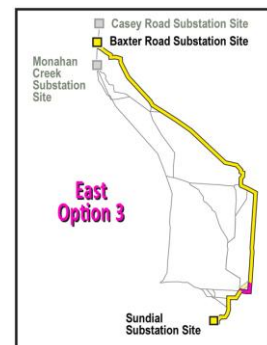 Casey Road Substation Site
Baxter Road Substation Site
Monahan
Creek
Substation
Site
East
Option 3
Sundial
Substation Site